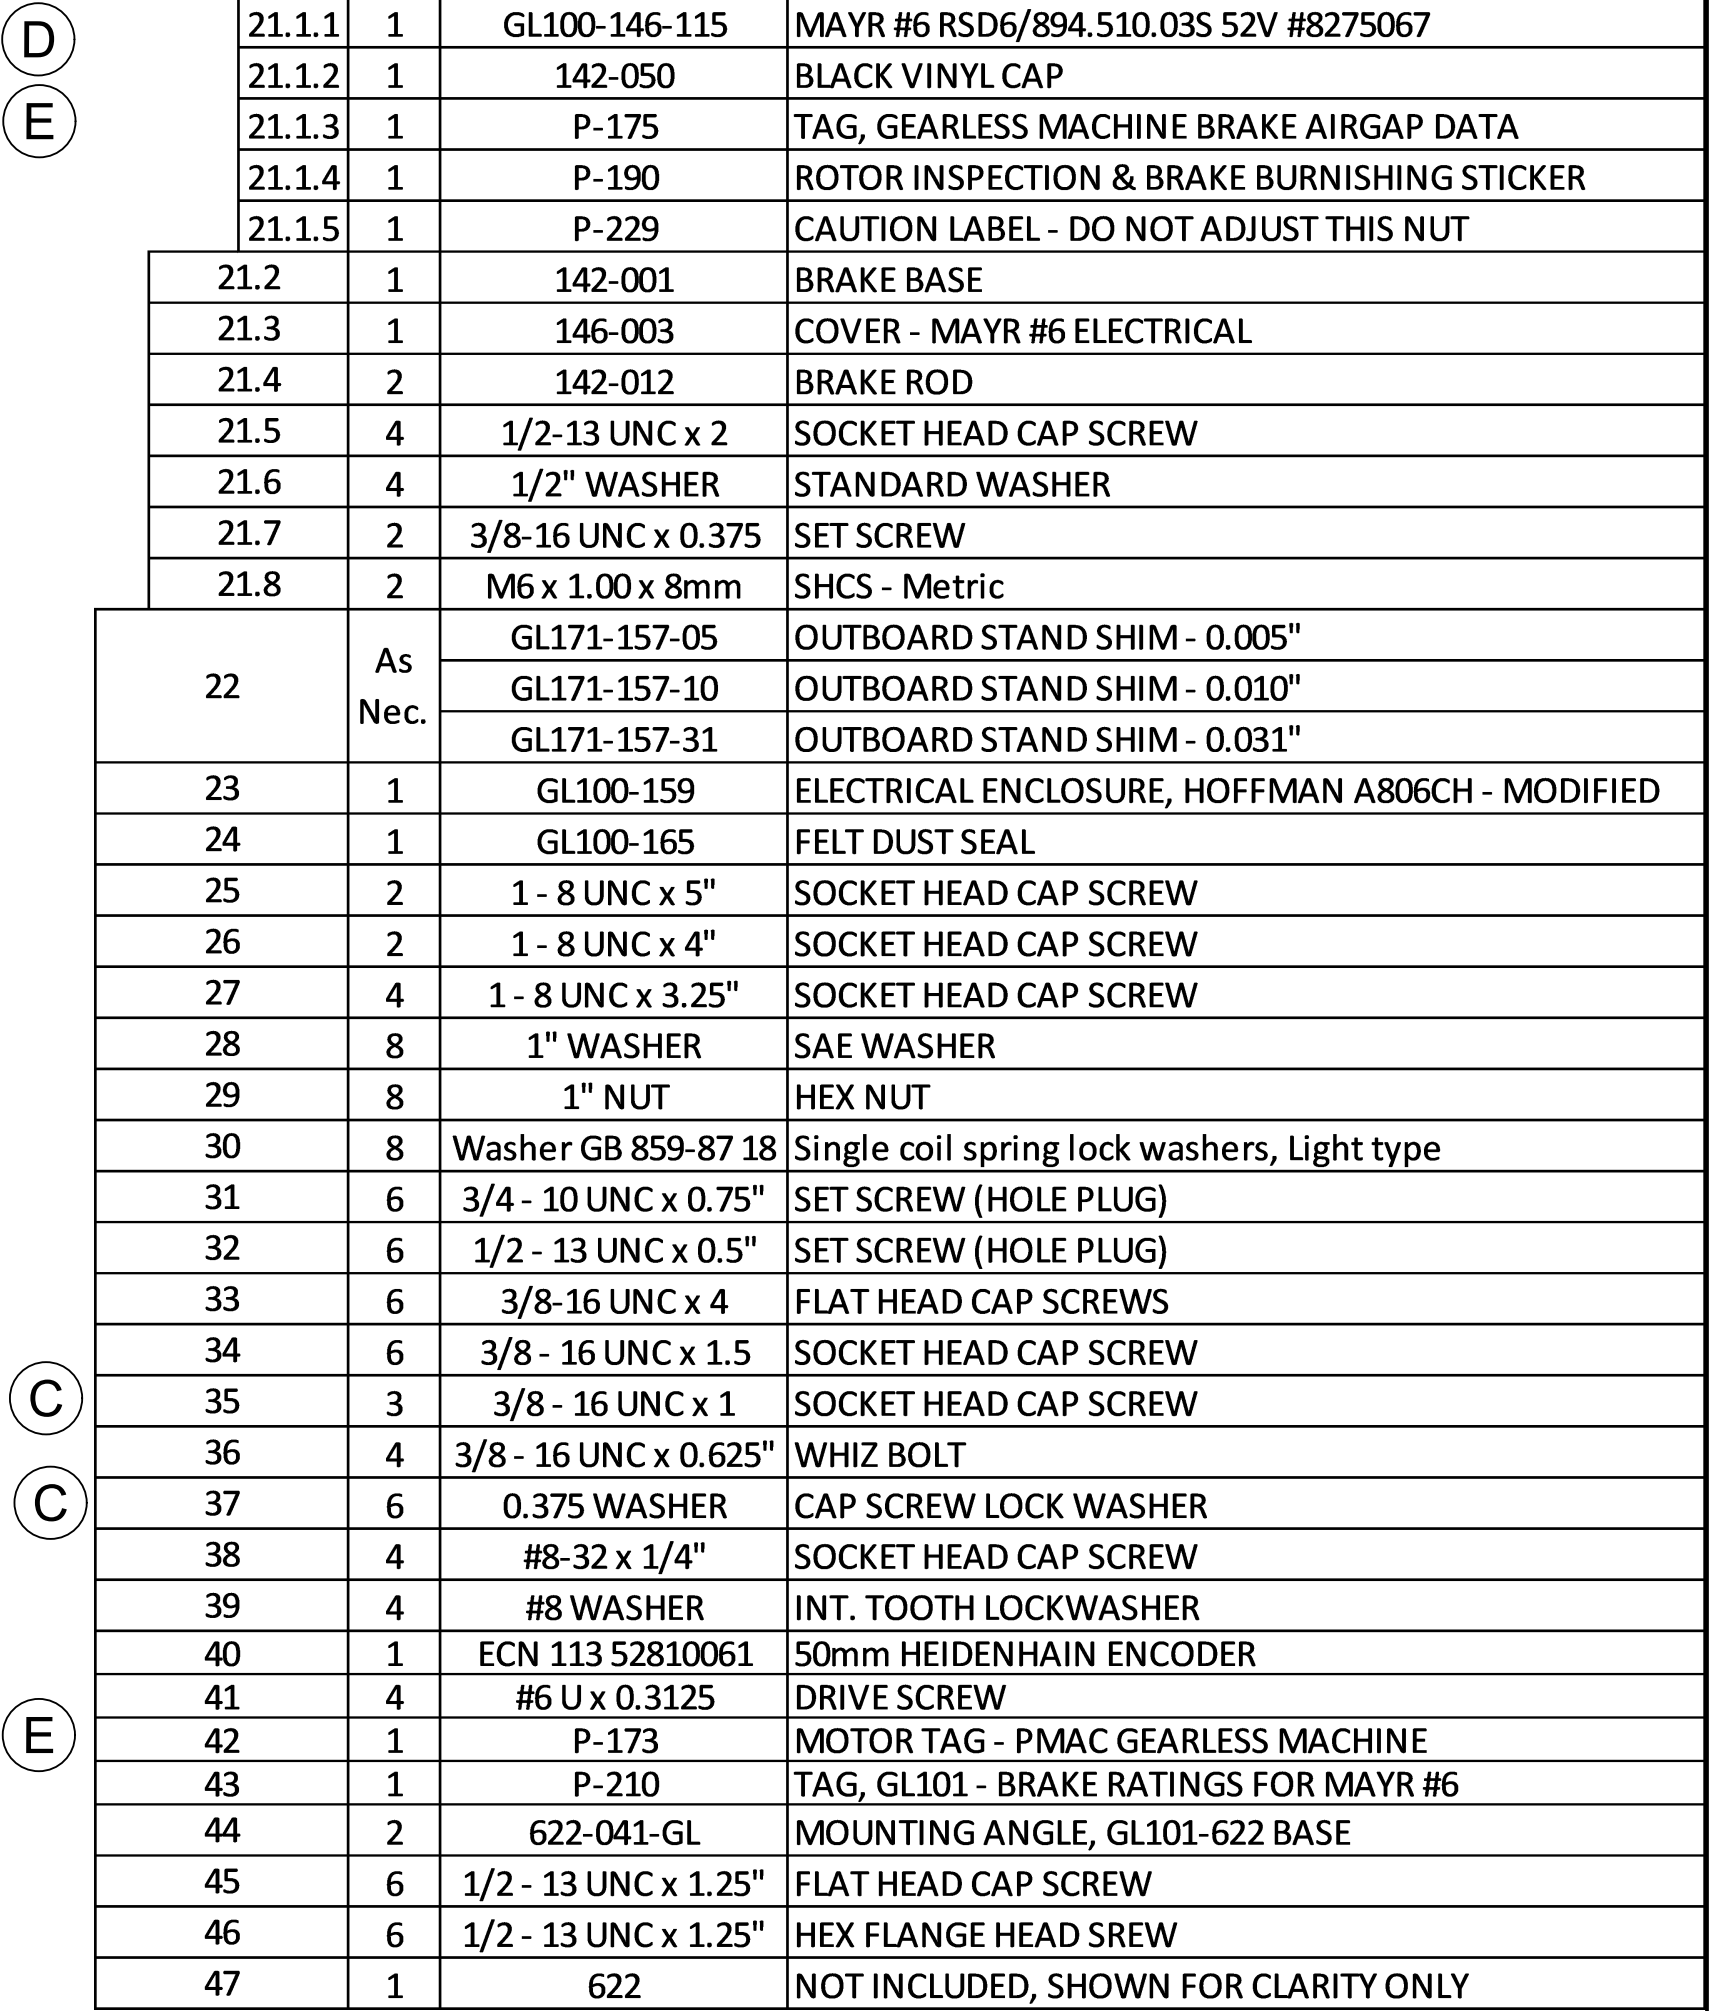 D
21.1.1 1 GL100-146-115 MAYR #6 RSD6/894.510.03S 52V #8275067
21.1.2 1 142-050 BLACK VINYL CAP
E
21.1.3 1 P-175 TAG, GEARLESS MACHINE BRAKE AIRGAP DATA
21.1.4 1 P-190 ROTOR INSPECTION & BRAKE BURNISHING STICKER
21.1.5 1 P-229 CAUTION LABEL - DO NOT ADJUST THIS NUT
21.2 1 142-001 BRAKE BASE
21.3 1 146-003 COVER - MAYR #6 ELECTRICAL
21.4 2 142-012 BRAKE ROD
21.5 4 1/2-13 UNC x 2 SOCKET HEAD CAP SCREW
21.6 4 1/2" WASHER STANDARD WASHER
21.7 2 3/8-16 UNC x 0.375 SET SCREW
21.8 2 M6 x 1.00 x 8mm SHCS - Metric
22 As Nec. GL171-157-05 OUTBOARD STAND SHIM - 0.005"
GL171-157-10 OUTBOARD STAND SHIM - 0.010"
GL171-157-31 OUTBOARD STAND SHIM - 0.031"
23 1 GL100-159 ELECTRICAL ENCLOSURE, HOFFMAN A806CH - MODIFIED
24 1 GL100-165 FELT DUST SEAL
25 2 1 - 8 UNC x 5" SOCKET HEAD CAP SCREW
26 2 1 - 8 UNC x 4" SOCKET HEAD CAP SCREW
27 4 1 - 8 UNC x 3.25" SOCKET HEAD CAP SCREW
28 8 1" WASHER SAE WASHER
29 8 1" NUT HEX NUT
30 8 Washer GB 859-87 18 Single coil spring lock washers, Light type
31 6 3/4 - 10 UNC x 0.75" SET SCREW (HOLE PLUG)
32 6 1/2 - 13 UNC x 0.5" SET SCREW (HOLE PLUG)
33 6 3/8-16 UNC x 4 FLAT HEAD CAP SCREWS
34 6 3/8 - 16 UNC x 1.5 SOCKET HEAD CAP SCREW
C
35 3 3/8 - 16 UNC x 1 SOCKET HEAD CAP SCREW
36 4 3/8 - 16 UNC x 0.625" WHIZ BOLT
C
37 6 0.375 WASHER CAP SCREW LOCK WASHER
38 4 #8-32 x 1/4" SOCKET HEAD CAP SCREW
39 4 #8 WASHER INT. TOOTH LOCKWASHER
40 1 ECN 113 52810061 50mm HEIDENHAIN ENCODER
41 4 #6 U x 0.3125 DRIVE SCREW
E
42 1 P-173 MOTOR TAG - PMAC GEARLESS MACHINE
43 1 P-210 TAG, GL101 - BRAKE RATINGS FOR MAYR #6
44 2 622-041-GL MOUNTING ANGLE, GL101-622 BASE
45 6 1/2 - 13 UNC x 1.25" FLAT HEAD CAP SCREW
46 6 1/2 - 13 UNC x 1.25" HEX FLANGE HEAD SREW
47 1 622 NOT INCLUDED, SHOWN FOR CLARITY ONLY